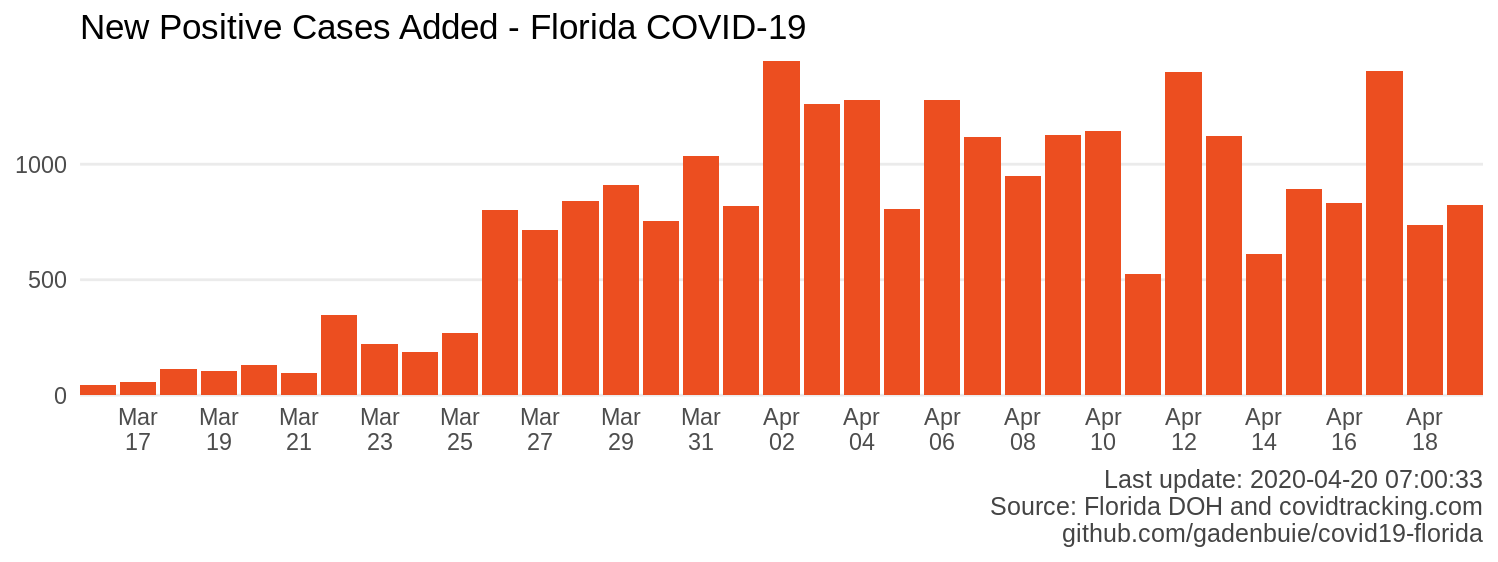 New Positive Cases Added - Florida COVID-19
1000
500
0
Mar Mar Mar Mar Mar Mar Mar Mar Apr Apr Apr Apr Apr Apr Apr Apr Apr
17 19 21 23 25 27 29 31 02 04 06 08 10 12 14 16 18
Last update: 2020-04-20 07:00:33
Source: Florida DOH and covidtracking.com
github.com/gadenbuie/covid19-florida